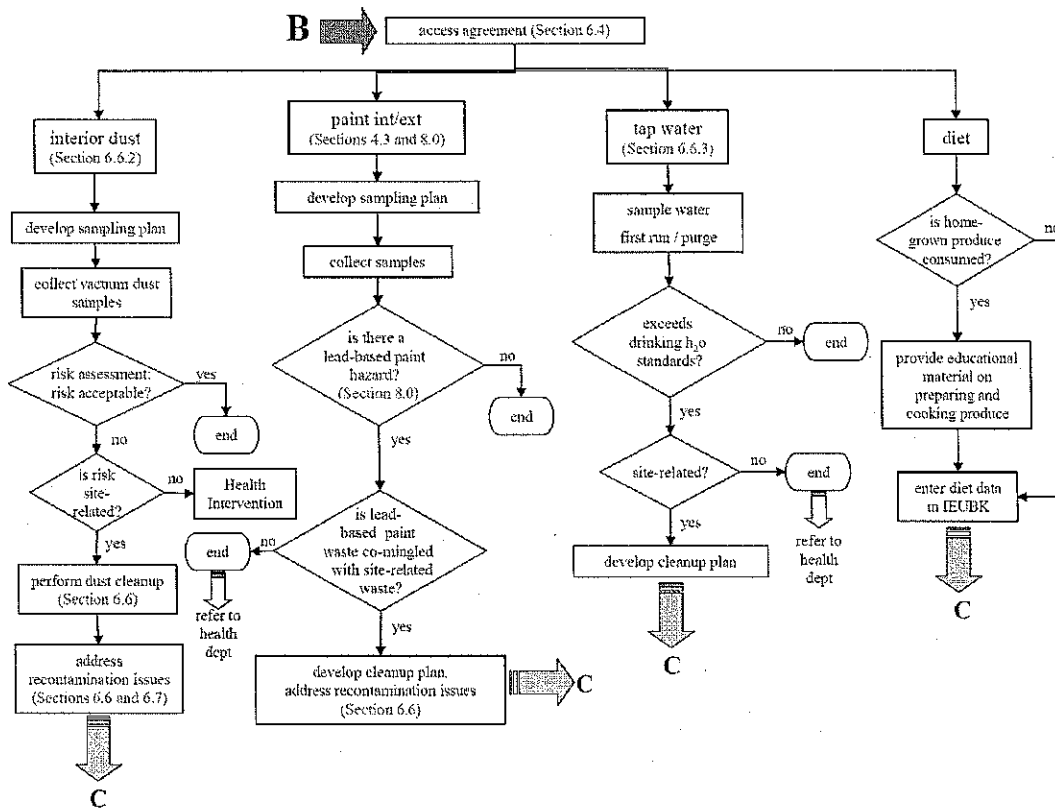 B
access agreement (Section 6.4)
interior dust
(Section 6.6.2)
develop sampling plan
collect vacuum dust
samples
risk assessment:
risk acceptable?
yes
end
no
is risk
site-
related?
no
Health
Intervention
yes
perform dust cleanup
(Section 6.6)
address
recontamination issues
(Sections 6.6 and 6.7)
C
paint int/ext
(Sections 4.3 and 8.0)
develop sampling plan
collect samples
is there a
lead-based paint
hazard?
(Section 8.0)
no
end
yes
is lead-
based paint
waste co-mingled
with site-related
waste?
no
end
refer to
health
dept
yes
develop cleanup plan,
address recontamination issues
(Section 6.6)
C
tap water
(Section 6.6.3)
sample water
first run / purge
exceeds
drinking h₂o
standards?
no
end
yes
site-related?
no
end
refer to
health
dept
yes
develop cleanup plan
C
diet
is home-
grown produce
consumed?
no
yes
provide educational
material on
preparing and
cooking produce
enter diet data
in IEUBK
C